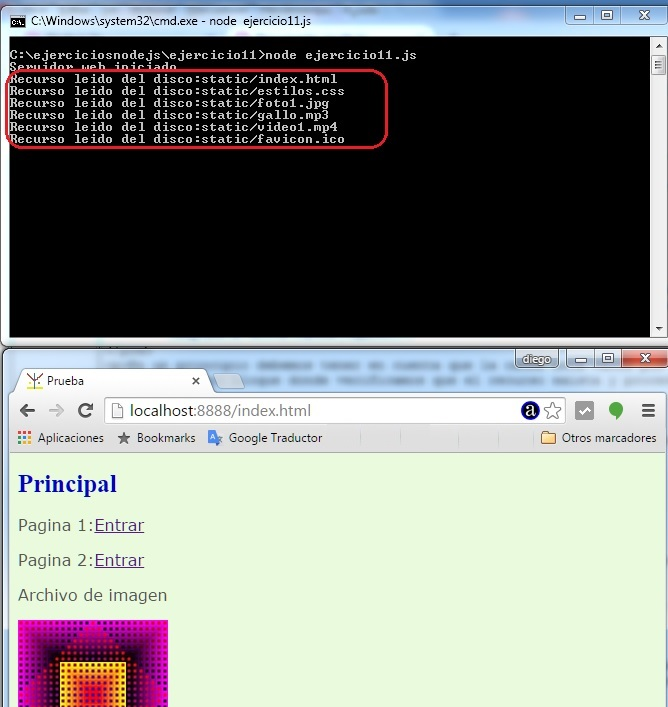 C:\Windows\system32\cmd.exe - node ejercicio11.js
C:\ejerciciosnodejs\ejercicio11>node ejercicio11.js
Servidor web iniciado
Recurso leido del disco:static/index.html
Recurso leido del disco:static/estilos.css
Recurso leido del disco:static/foto1.jpg
Recurso leido del disco:static/gallo.mp3
Recurso leido del disco:static/video1.mp4
Recurso leido del disco:static/favicon.ico
diego
Prueba
localhost:8888/index.html
a
Aplicaciones Bookmarks Google Traductor Otros marcadores
Principal
Pagina 1:Entrar
Pagina 2:Entrar
Archivo de imagen